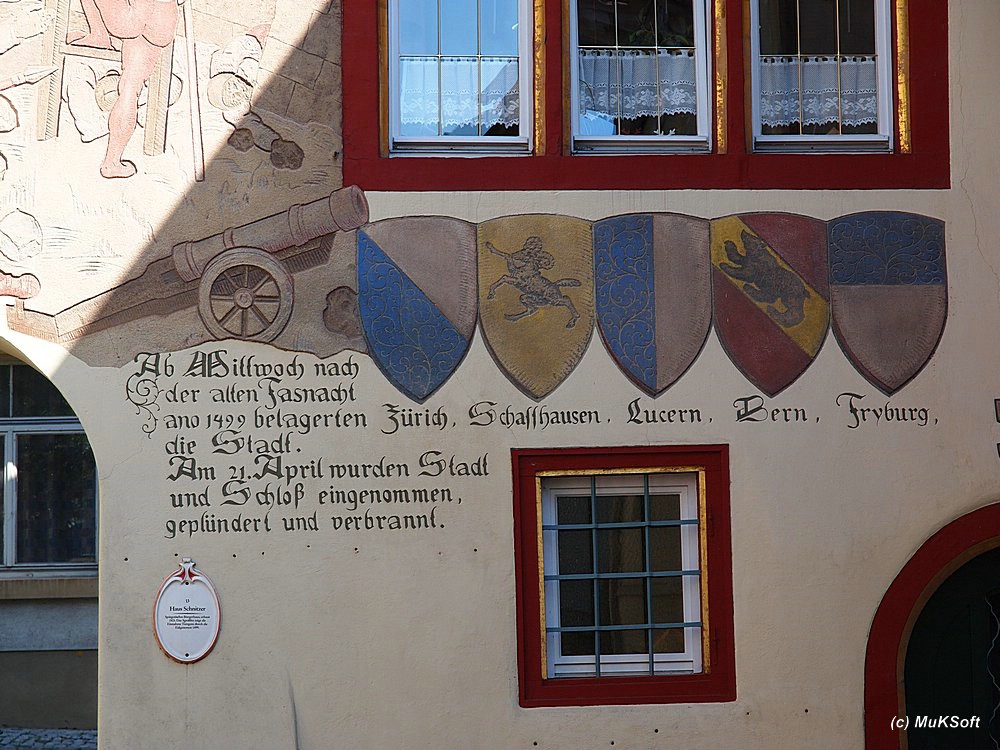 Ab Mittwoch nach
der alten Fasnacht
ano 1499 belagerten Zürich, Schaffhausen, Lucern, Bern, Fryburg,
die Stadt.
Am 21. April wurden Stadt
und Schloß eingenommen,
geplündert und verbrannt.
13
Haus Schnitzer
(c) MuKSoft